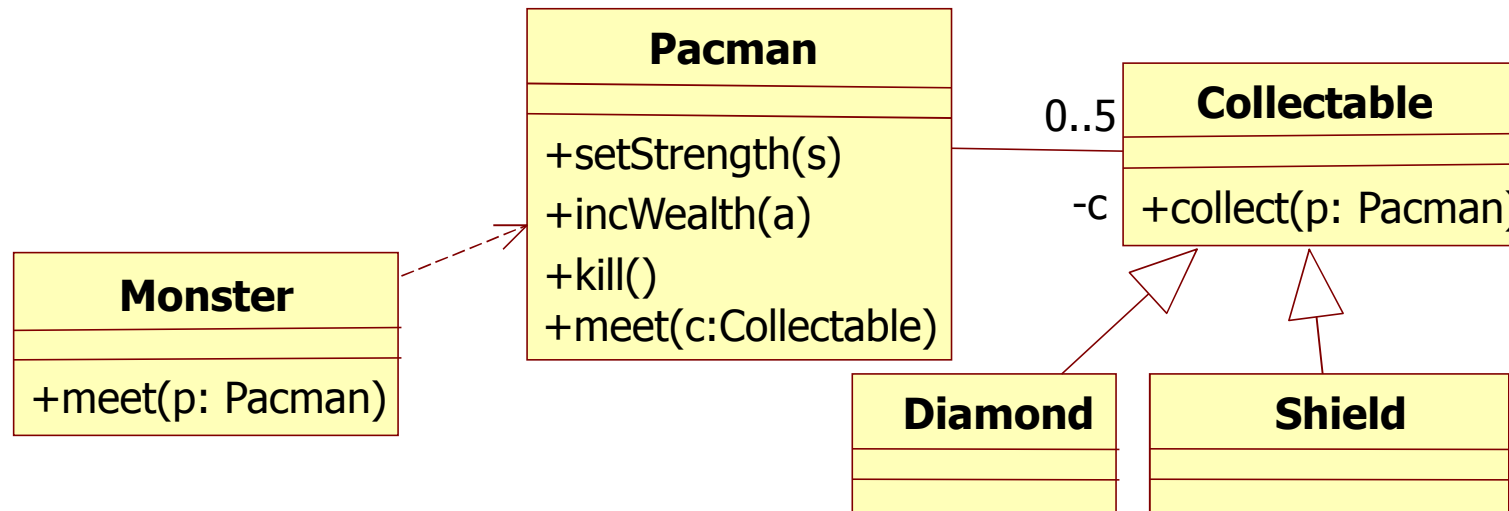 Pacman
+setStrength(s)
+incWealth(a)
+kill()
+meet(c:Collectable)
0..5
-c
Collectable
+collect(p: Pacman)
Monster
+meet(p: Pacman)
Diamond
Shield